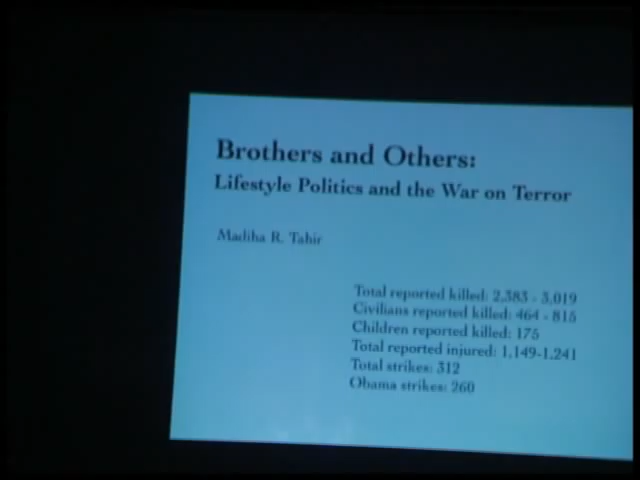 Brothers and Others:
Lifestyle Politics and the War on Terror
Madiha R. Tahir
Total reported killed: 2,383 - 3,019
Civilians reported killed: 464 - 815
Children reported killed: 175
Total reported injured: 1,149-1,241
Total strikes: 312
Obama strikes: 260